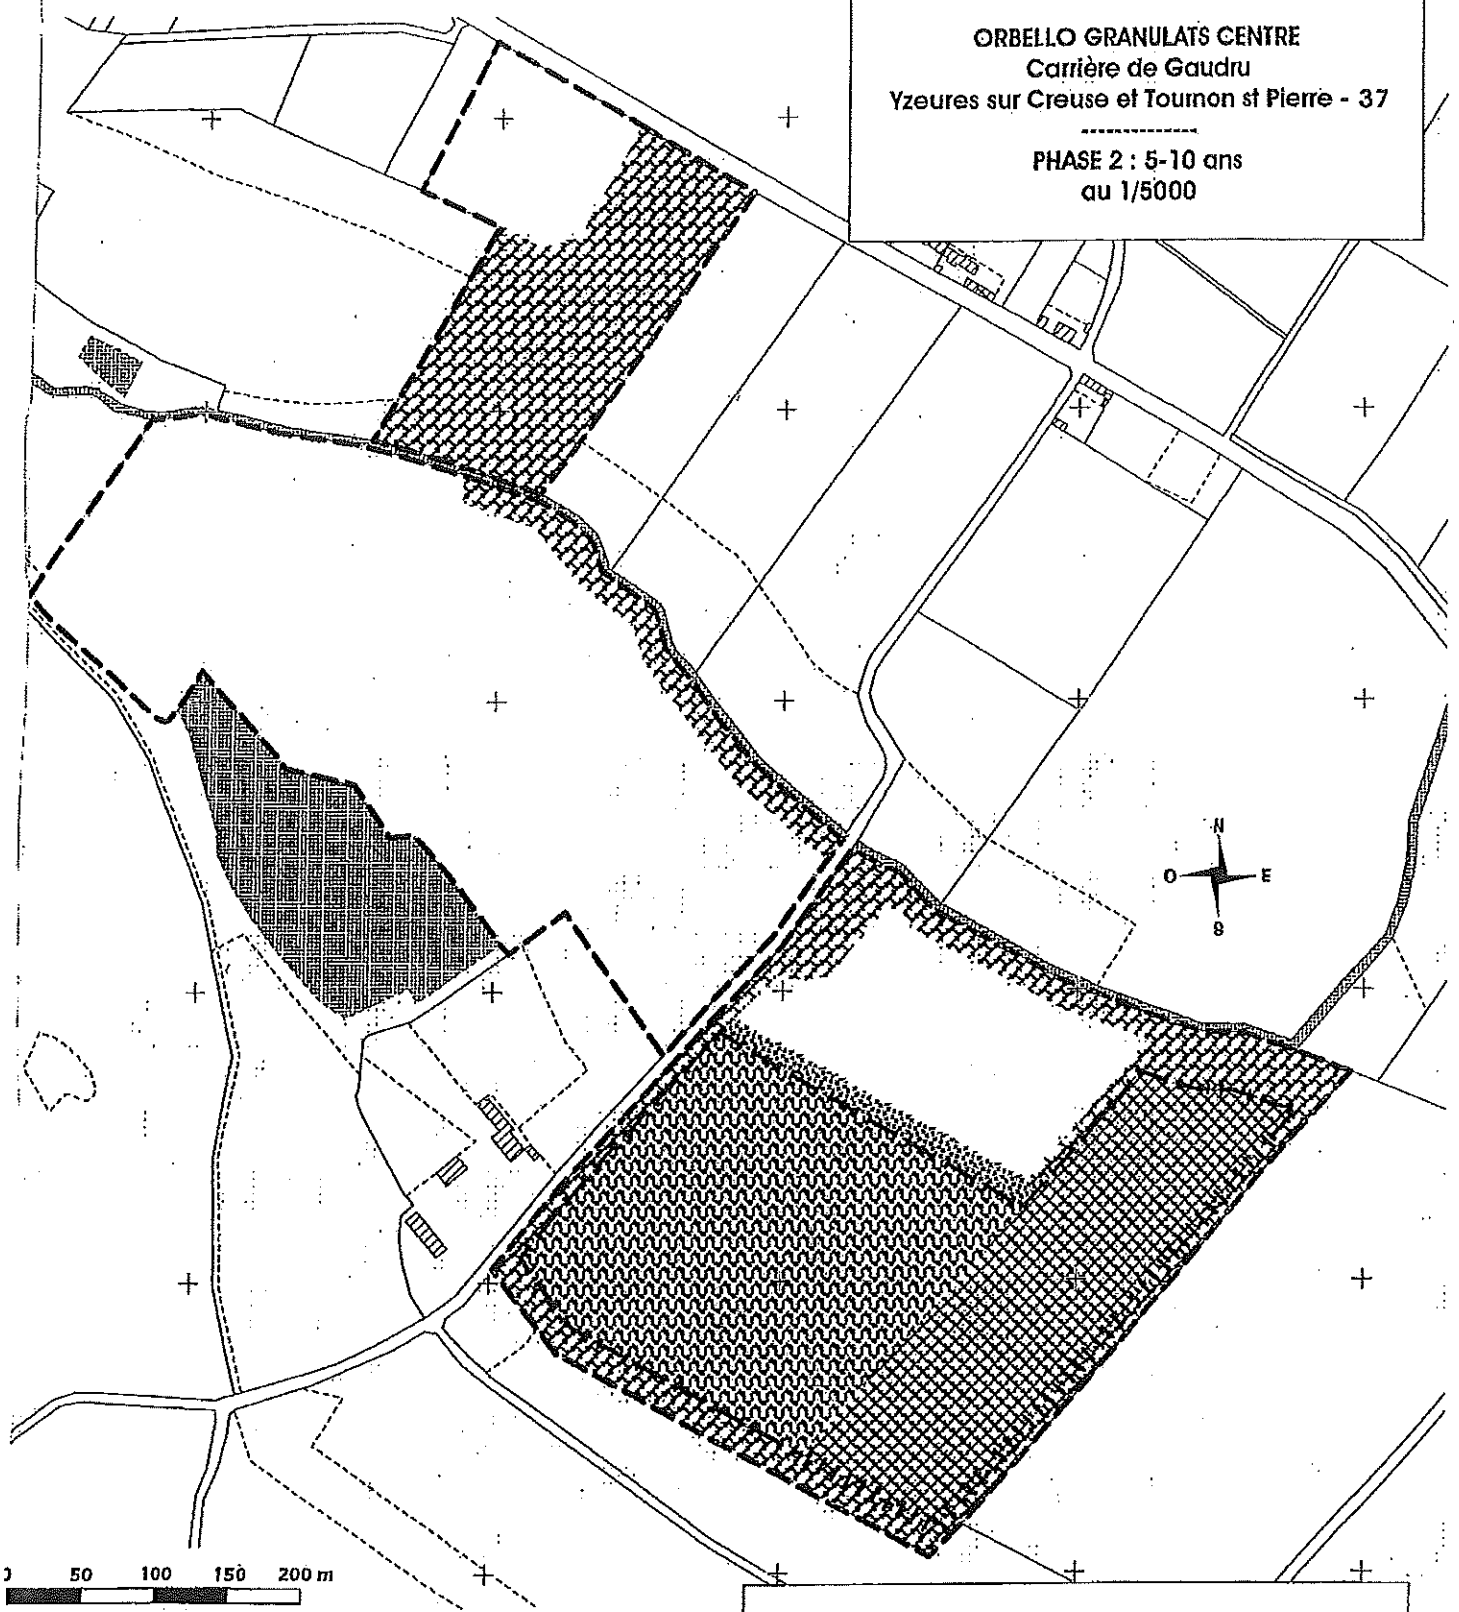 ORBELLO GRANULATS CENTRE
Carrière de Gaudru
Yzeures sur Creuse et Tournon st Pierre - 37
PHASE 2 : 5-10 ans
au 1/5000
N
O E
S
0 50 100 150 200 m